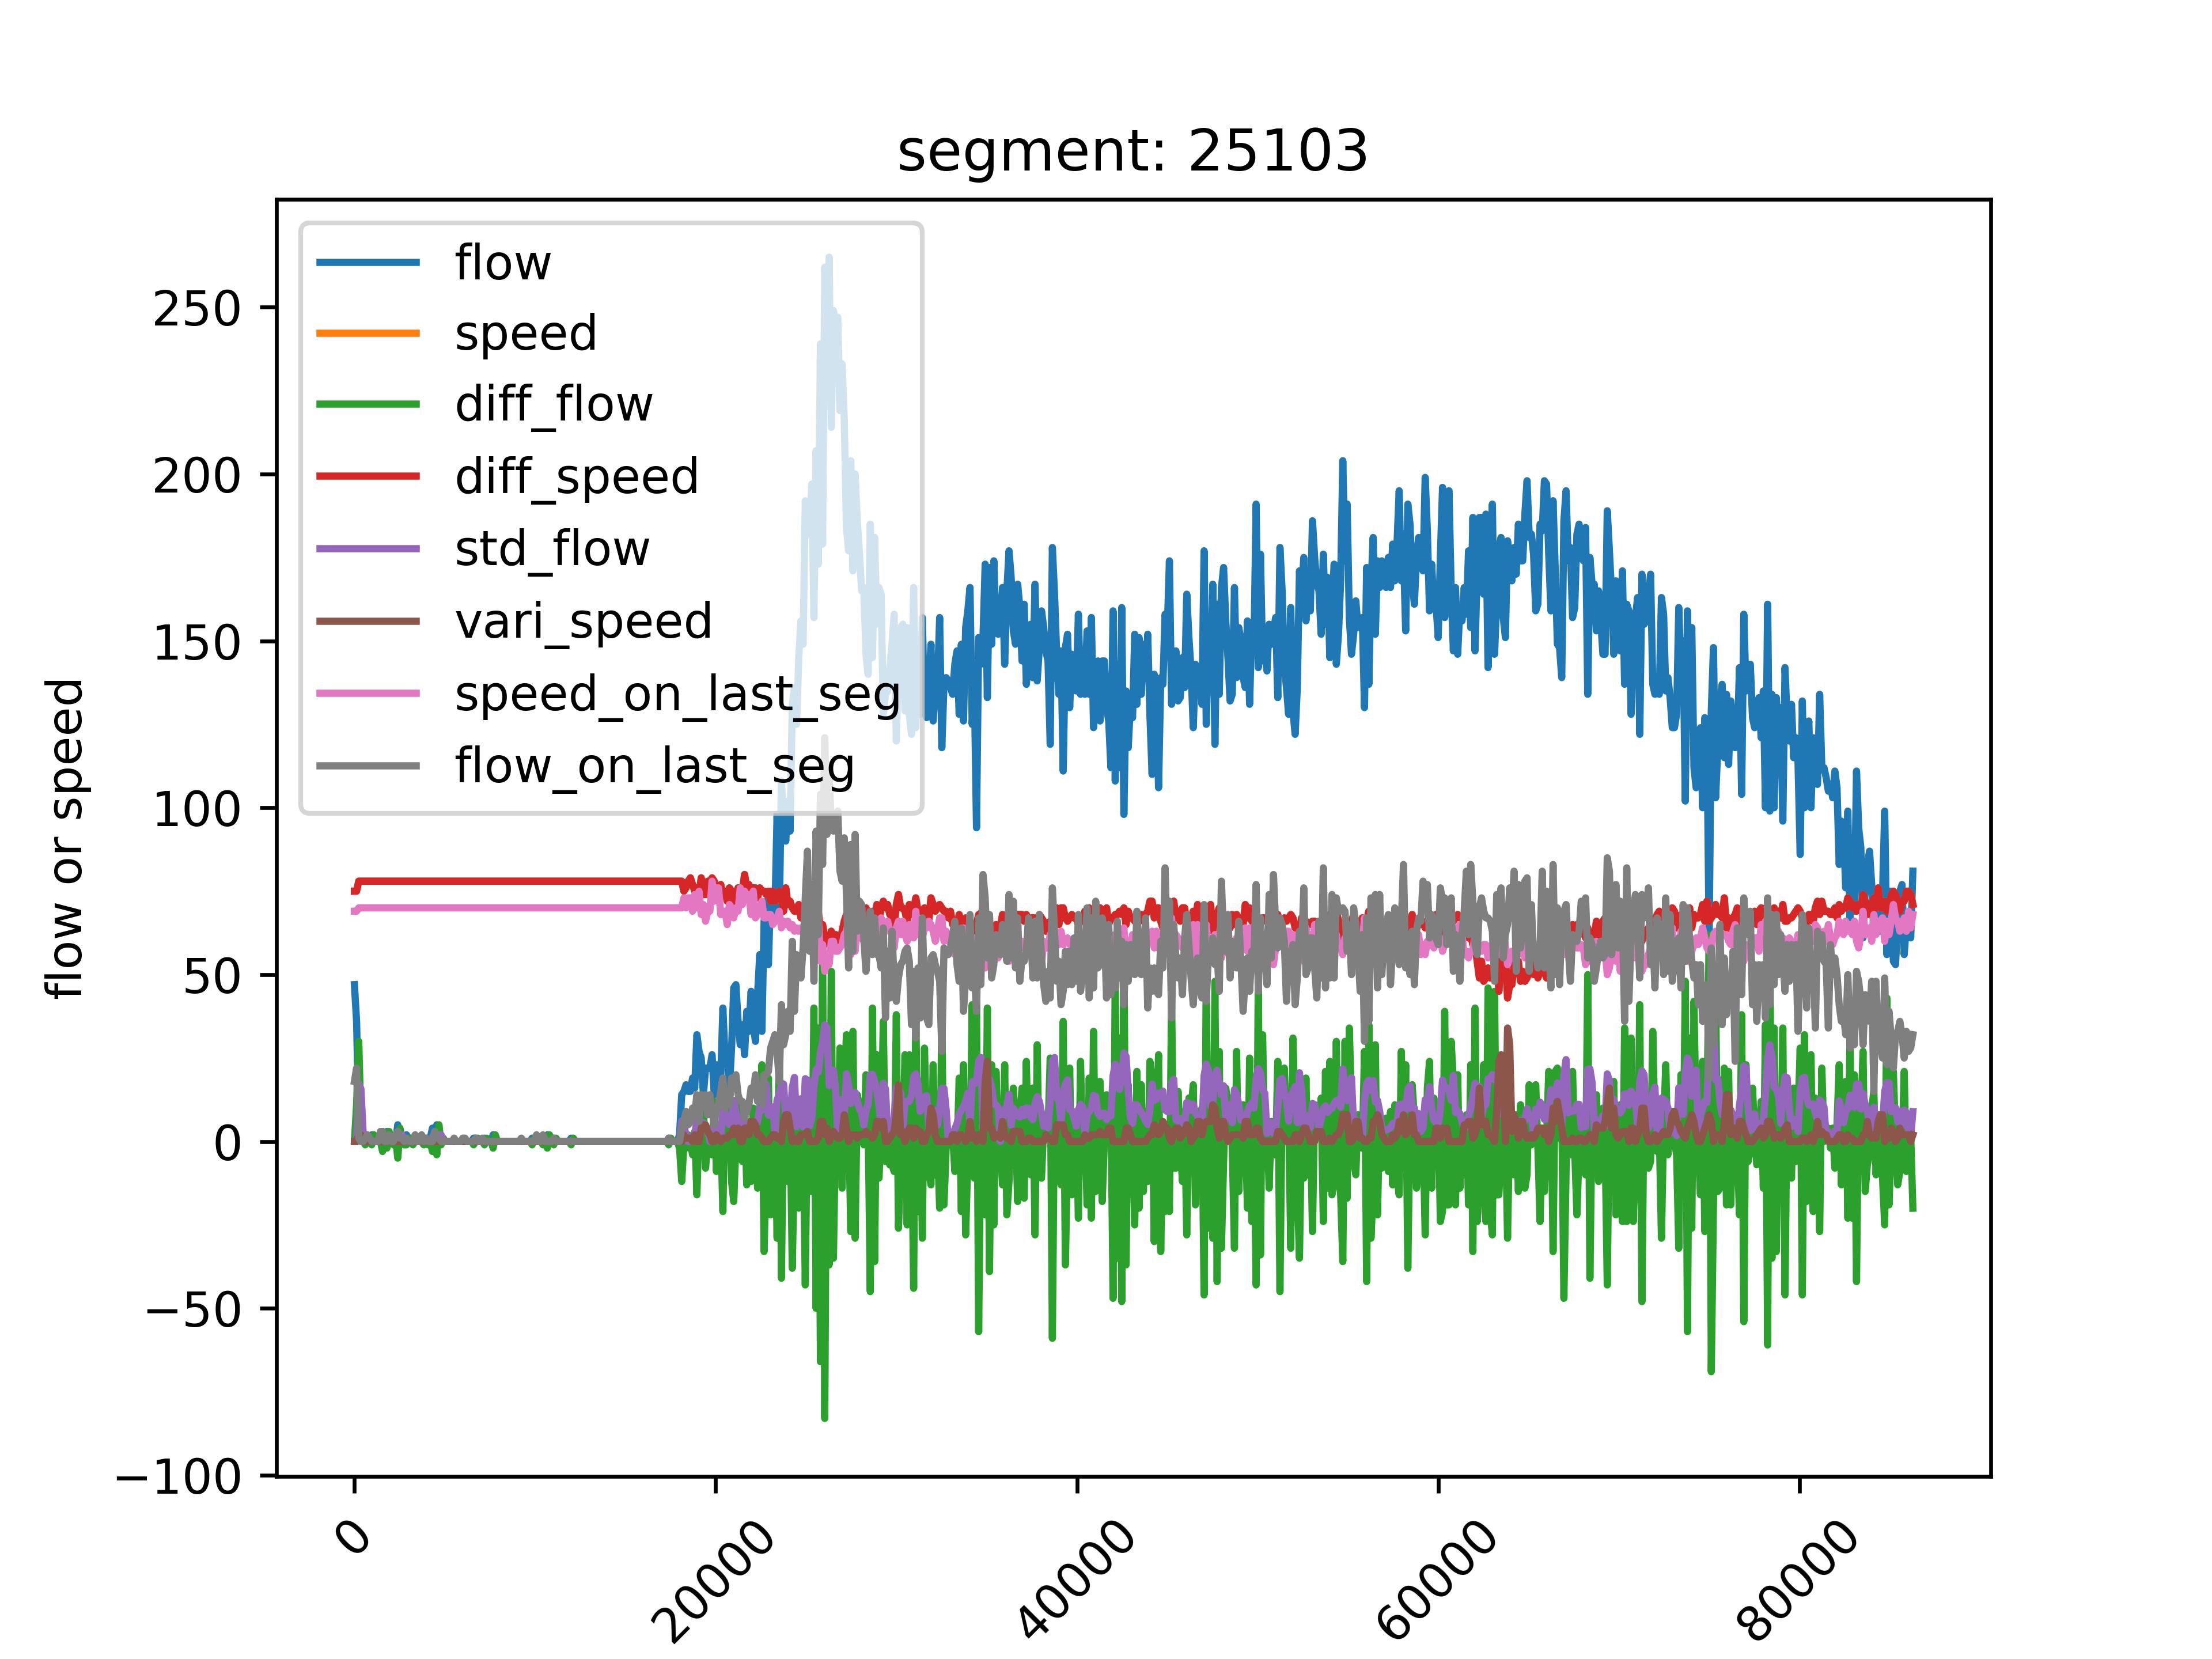 segment: 25103
flow
speed
diff_flow
diff_speed
std_flow
vari_speed
speed_on_last_seg
flow_on_last_seg
flow or speed
250
200
150
100
50
0
−50
−100
0
20000
40000
60000
80000